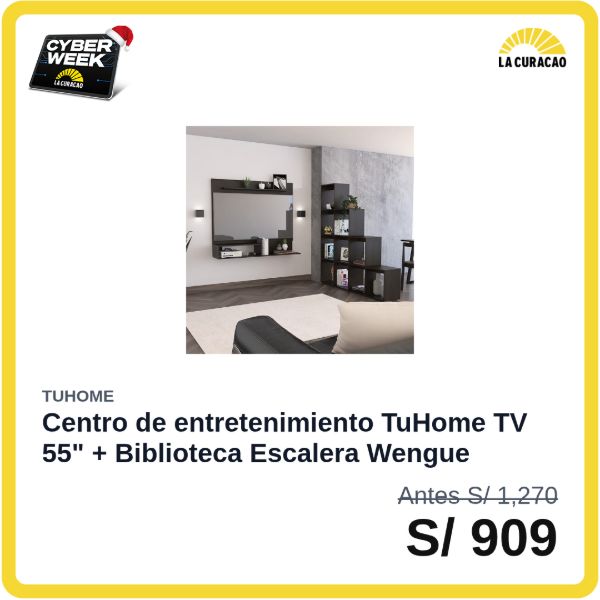 CYBER
WEEK
LA CURACAO
LA CURACAO
TUHOME
Centro de entretenimiento TuHome TV
55" + Biblioteca Escalera Wengue
Antes S/ 1,270
S/ 909